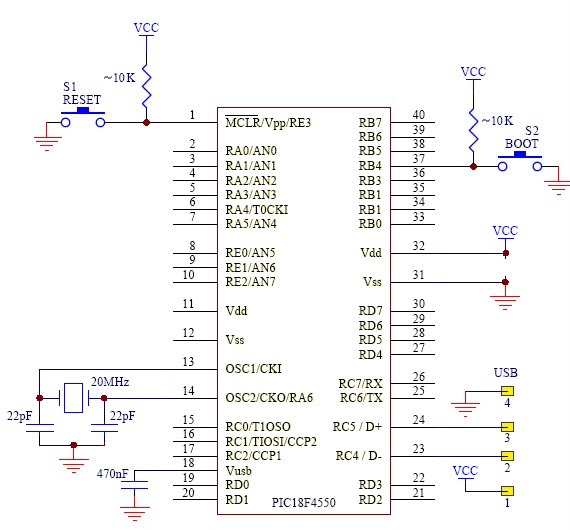 VCC
~10K
S1
RESET
VCC
~10K
S2
BOOT
1 MCLR/Vpp/RE3
2 RA0/AN0
3 RA1/AN1
4 RA2/AN2
5 RA3/AN3
6 RA4/T0CKI
7 RA5/AN4
8 RE0/AN5
9 RE1/AN6
10 RE2/AN7
11 Vdd
12 Vss
13 OSC1/CKI
14 OSC2/CKO/RA6
15 RC0/T1OSO
16 RC1/TIOSI/CCP2
17 RC2/CCP1
18 Vusb
19 RD0
20 RD1
RB7 40
RB6 39
RB5 38
RB4 37
RB3 36
RB1 35
RB1 34
RB0 33
Vdd 32
Vss 31
RD7 30
RD6 29
RD5 28
RD4 27
RC7/RX 26
RC6/TX 25
RC5 / D+ 24
RC4 / D- 23
RD3 22
RD2 21
PIC18F4550
VCC
20MHz
22pF
22pF
470nF
USB
4
3
2
VCC
1